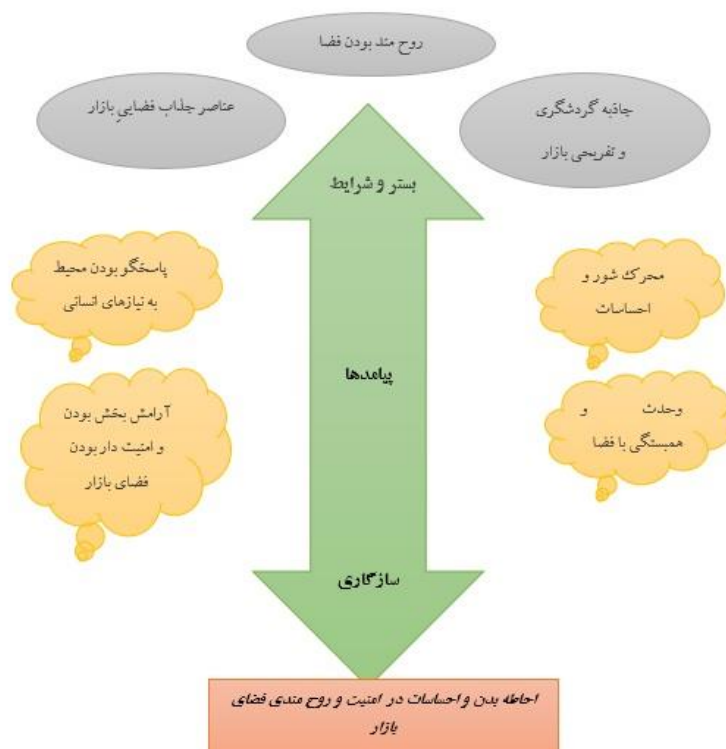 روح مند بودن فضا
جاذبه گردشگری
و تفریحی بازار
عناصر جذاب فضاییِ بازار
بستر و شرایط
محرک شور و
احساسات
پاسخگو بودن محیط
به نیازهای انسانی
پیامدها
وحدت و
همبستگی با فضا
آرامش بخش بودن
و امنیت دار بودن
فضای بازار
سازگاری
احاطه بدن و احساسات در امنیت و روح مندی فضای
بازار